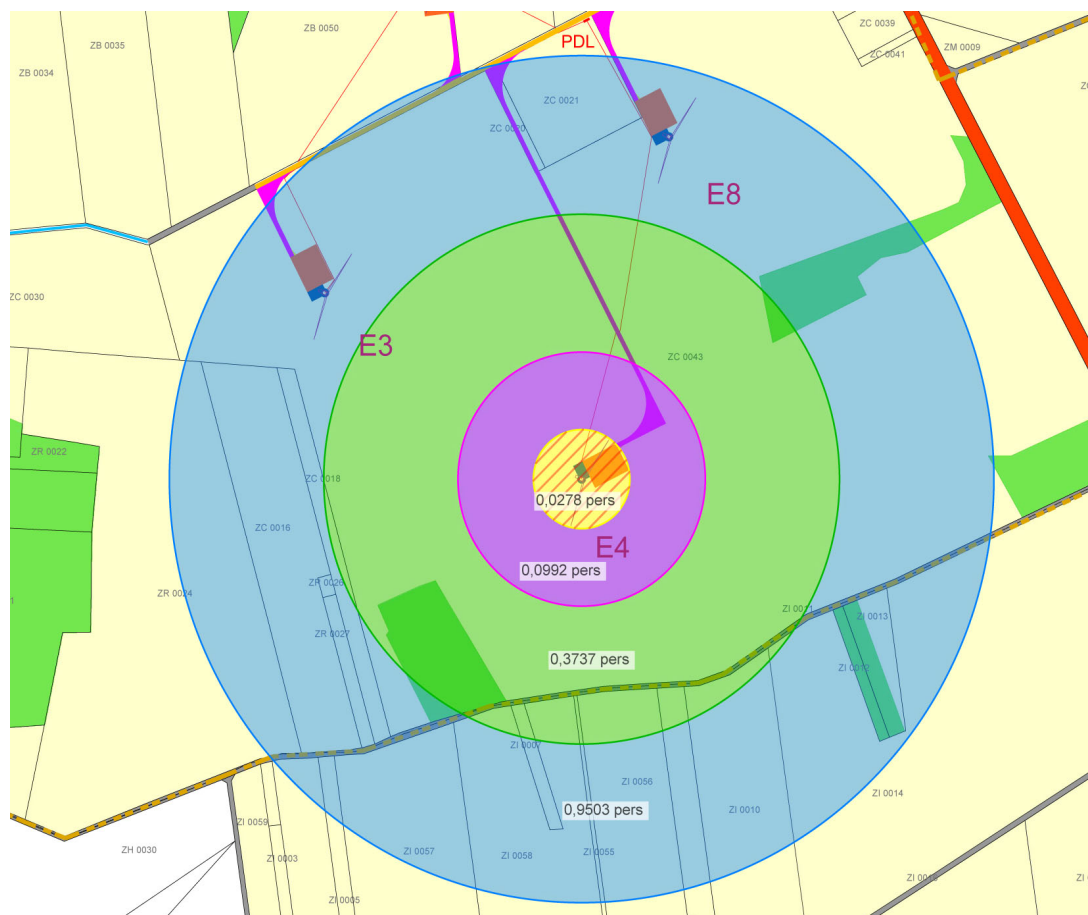 ZB 0050
ZC 0039
ZB 0035
PDL
ZC 0041
ZM 0009
ZB 0034
ZC 0021
ZC 0020
E8
ZC 0030
E3
ZC 0043
ZR 0022
ZC 0018
0,0278 pers
ZC 0016
E4
0,0992 pers
ZR 0026
ZR 0024
ZI 0011
ZI 0013
ZR 0027
0,3737 pers
ZI 0012
ZI 0007
ZI 0056
ZI 0014
0,9503 pers
ZI 0010
ZI 0059
ZH 0030
ZI 0057
ZI 0058
ZI 0055
ZI 0003
ZI 0005